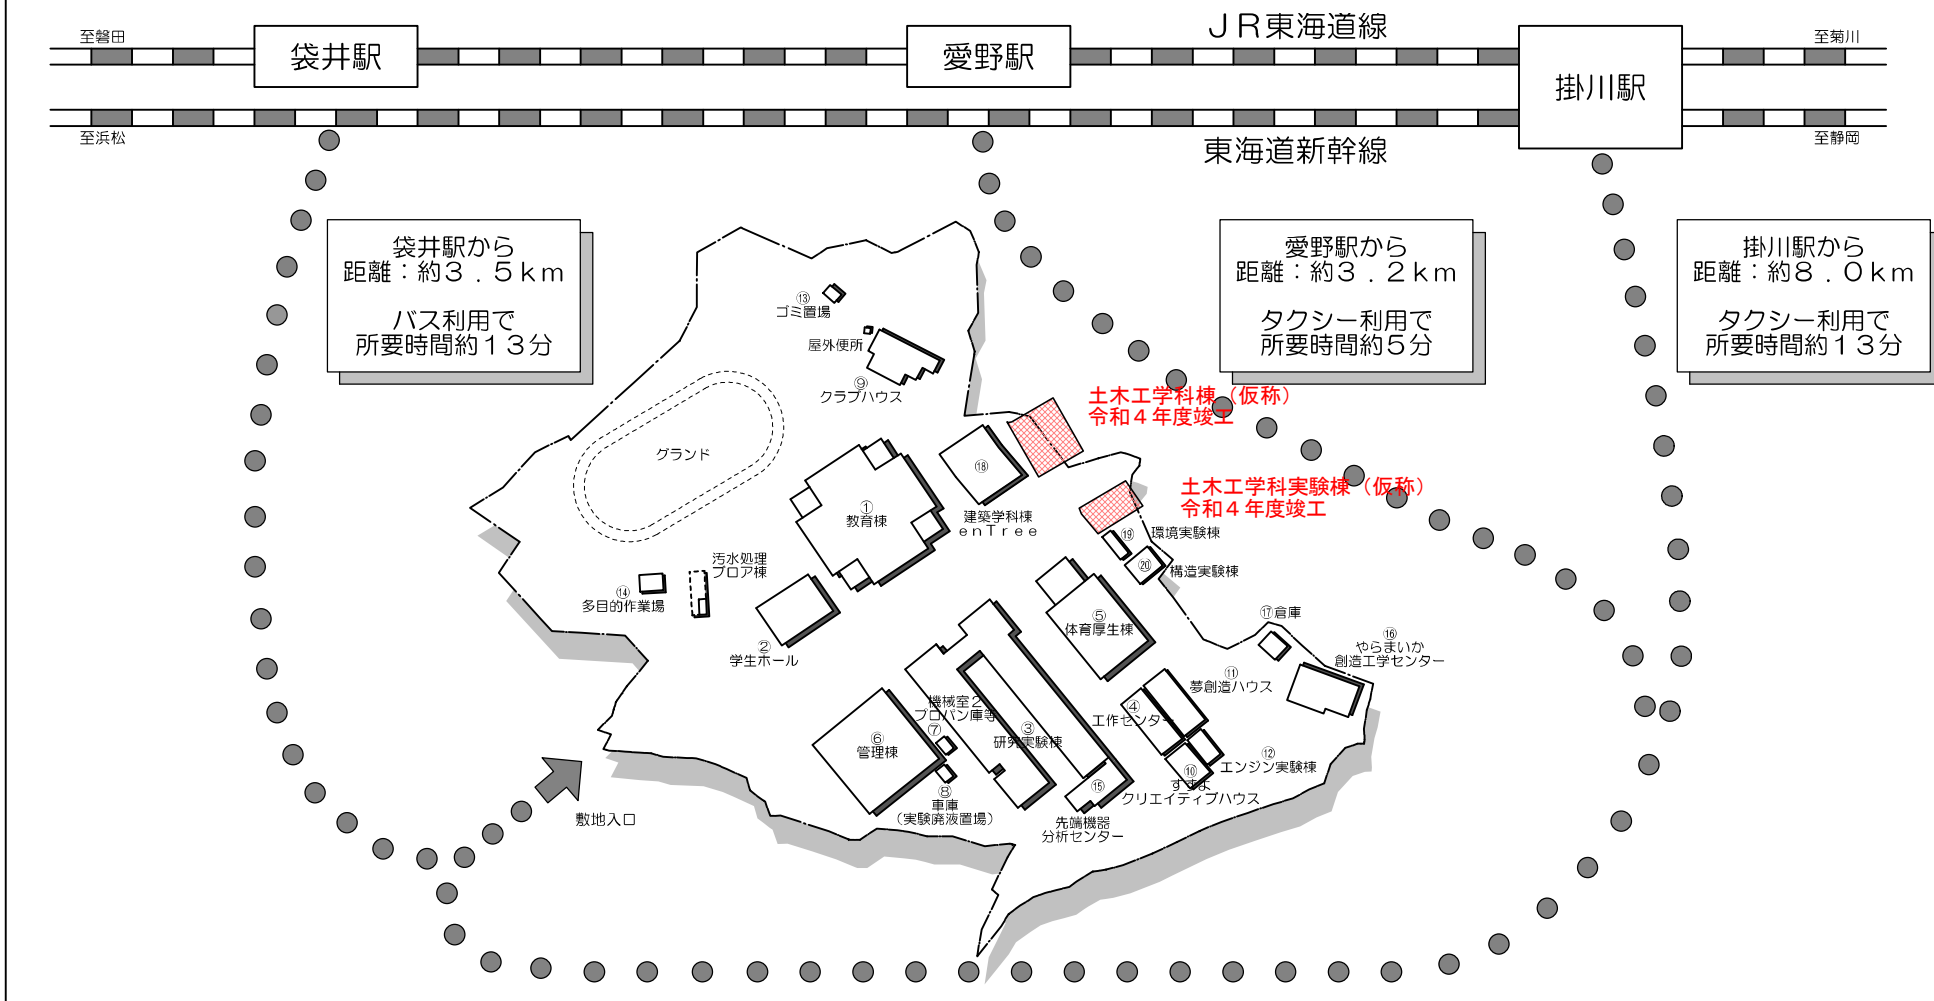 ＪＲ東海道線
至磐田
袋井駅
愛野駅
掛川駅
至菊川
至浜松
東海道新幹線
至静岡
袋井駅から
距離：約３．５ｋｍ
バス利用で
所要時間約１３分
愛野駅から
距離：約３．２ｋｍ
タクシー利用で
所要時間約５分
掛川駅から
距離：約８．０ｋｍ
タクシー利用で
所要時間約１３分
⑬
ゴミ置場
屋外便所
⑨
クラブハウス
土木工学科棟（仮称）
令和４年度竣工
グランド
⑱
建築学科棟
ｅｎＴｒｅｅ
①
教育棟
土木工学科実験棟（仮称）
令和４年度竣工
⑲
環境実験棟
⑳
構造実験棟
汚水処理
ブロア棟
⑭
多目的作業場
②
学生ホール
⑤
体育厚生棟
⑰倉庫
⑯
やらまいか
創造工学センター
⑪
夢創造ハウス
機械室２
プロパン庫等
⑦
③
研究実験棟
④
工作センター
⑥
管理棟
⑫
エンジン実験棟
⑩
すずよ
クリエイティブハウス
⑧
車庫
（実験廃液置場）
⑮
先端機器
分析センター
敷地入口